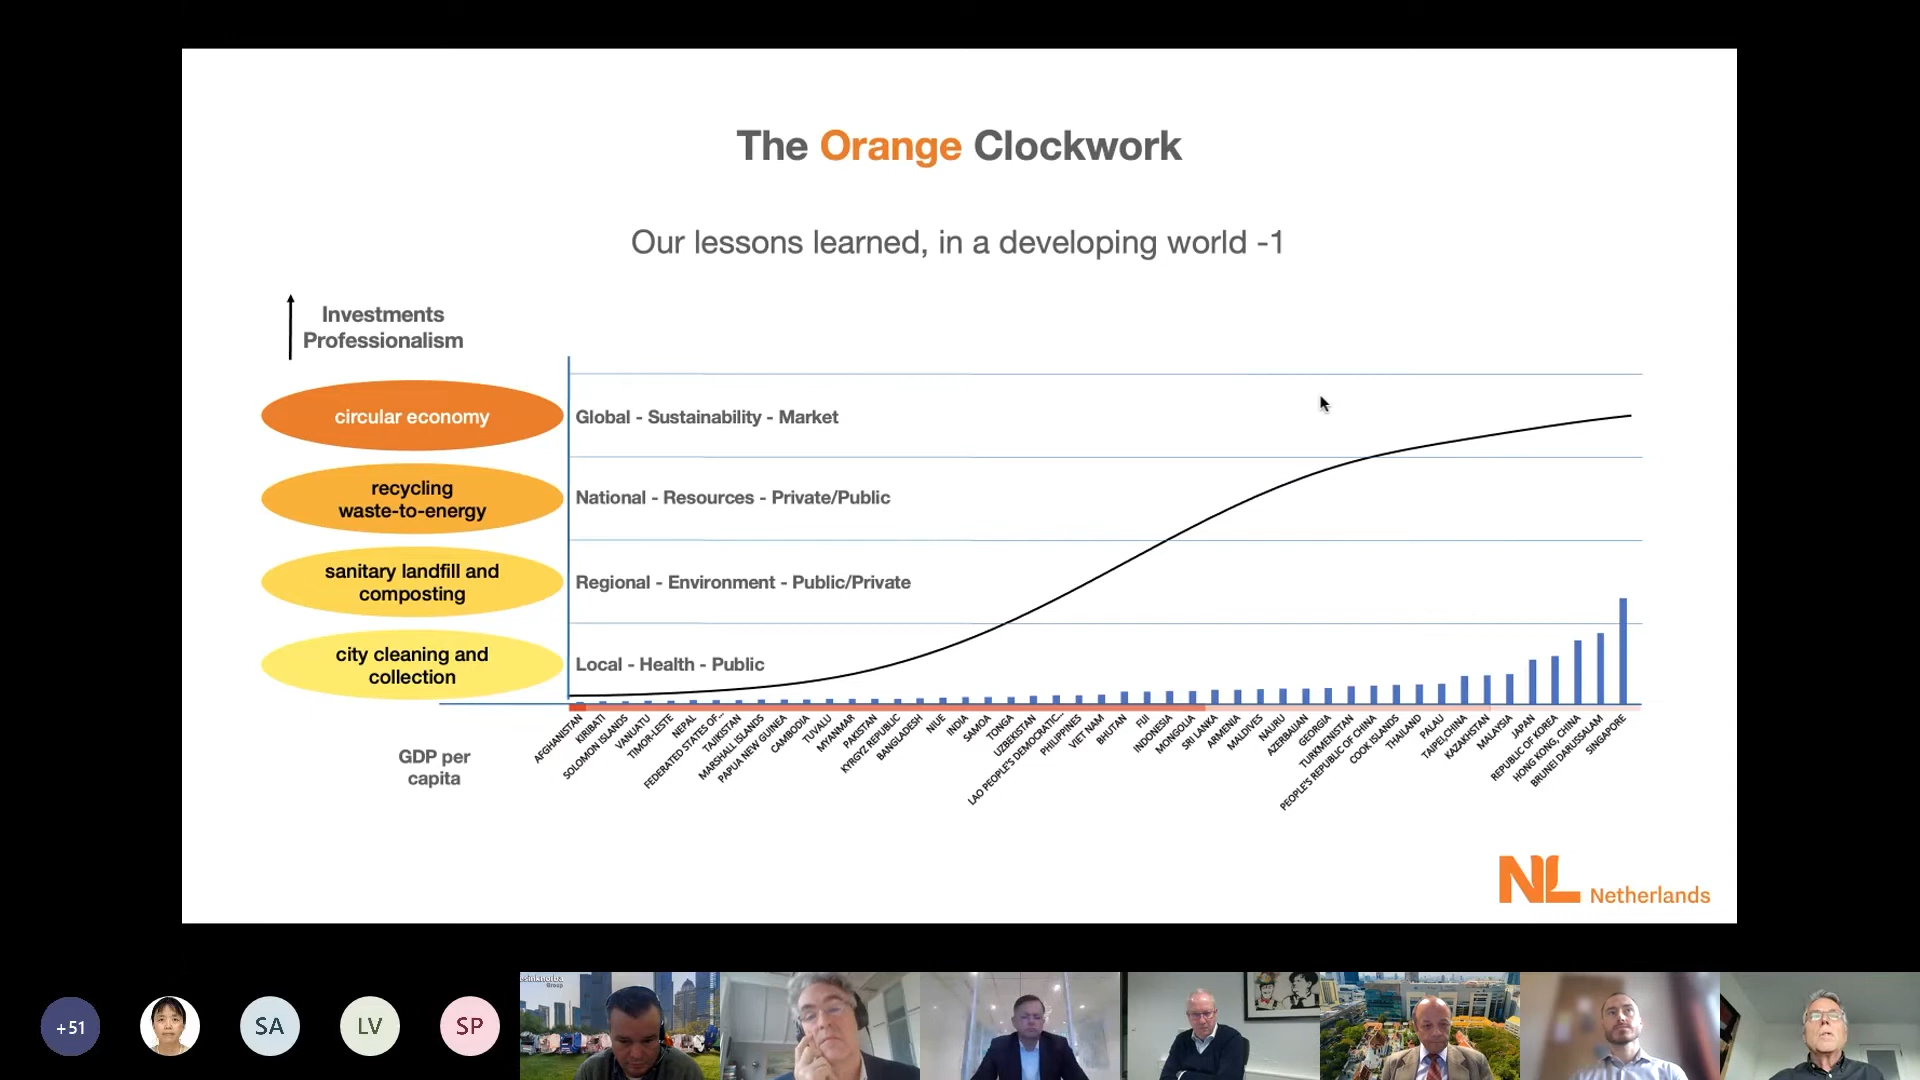 The Orange Clockwork
Our lessons learned, in a developing world -1
Investments
Professionalism
circular economy
Global - Sustainability - Market
recycling
waste-to-energy
National - Resources - Private/Public
sanitary landfill and
composting
Regional - Environment - Public/Private
city cleaning and
collection
Local - Health - Public
GDP per
capita
AFGHANISTAN
KIRIBATI
SOLOMON ISLANDS
VANUATU
TIMOR-LESTE
NEPAL
FEDERATED STATES OF...
TAJIKISTAN
MARSHALL ISLANDS
PAPUA NEW GUINEA
CAMBODIA
TUVALU
MYANMAR
PAKISTAN
KYRGYZ REPUBLIC
BANGLADESH
NIUE
INDIA
SAMOA
TONGA
UZBEKISTAN
LAO PEOPLE'S DEMOCRATIC...
PHILIPPINES
VIET NAM
BHUTAN
FIJI
INDONESIA
MONGOLIA
SRI LANKA
ARMENIA
MALDIVES
NAURU
AZERBAIJAN
GEORGIA
TURKMENISTAN
PEOPLE'S REPUBLIC OF CHINA
COOK ISLANDS
THAILAND
PALAU
TAIPEI,CHINA
KAZAKHSTAN
MALAYSIA
JAPAN
REPUBLIC OF KOREA
HONG KONG, CHINA
BRUNEI DARUSSALAM
SINGAPORE
NL Netherlands
+51
SA
LV
SP
Group